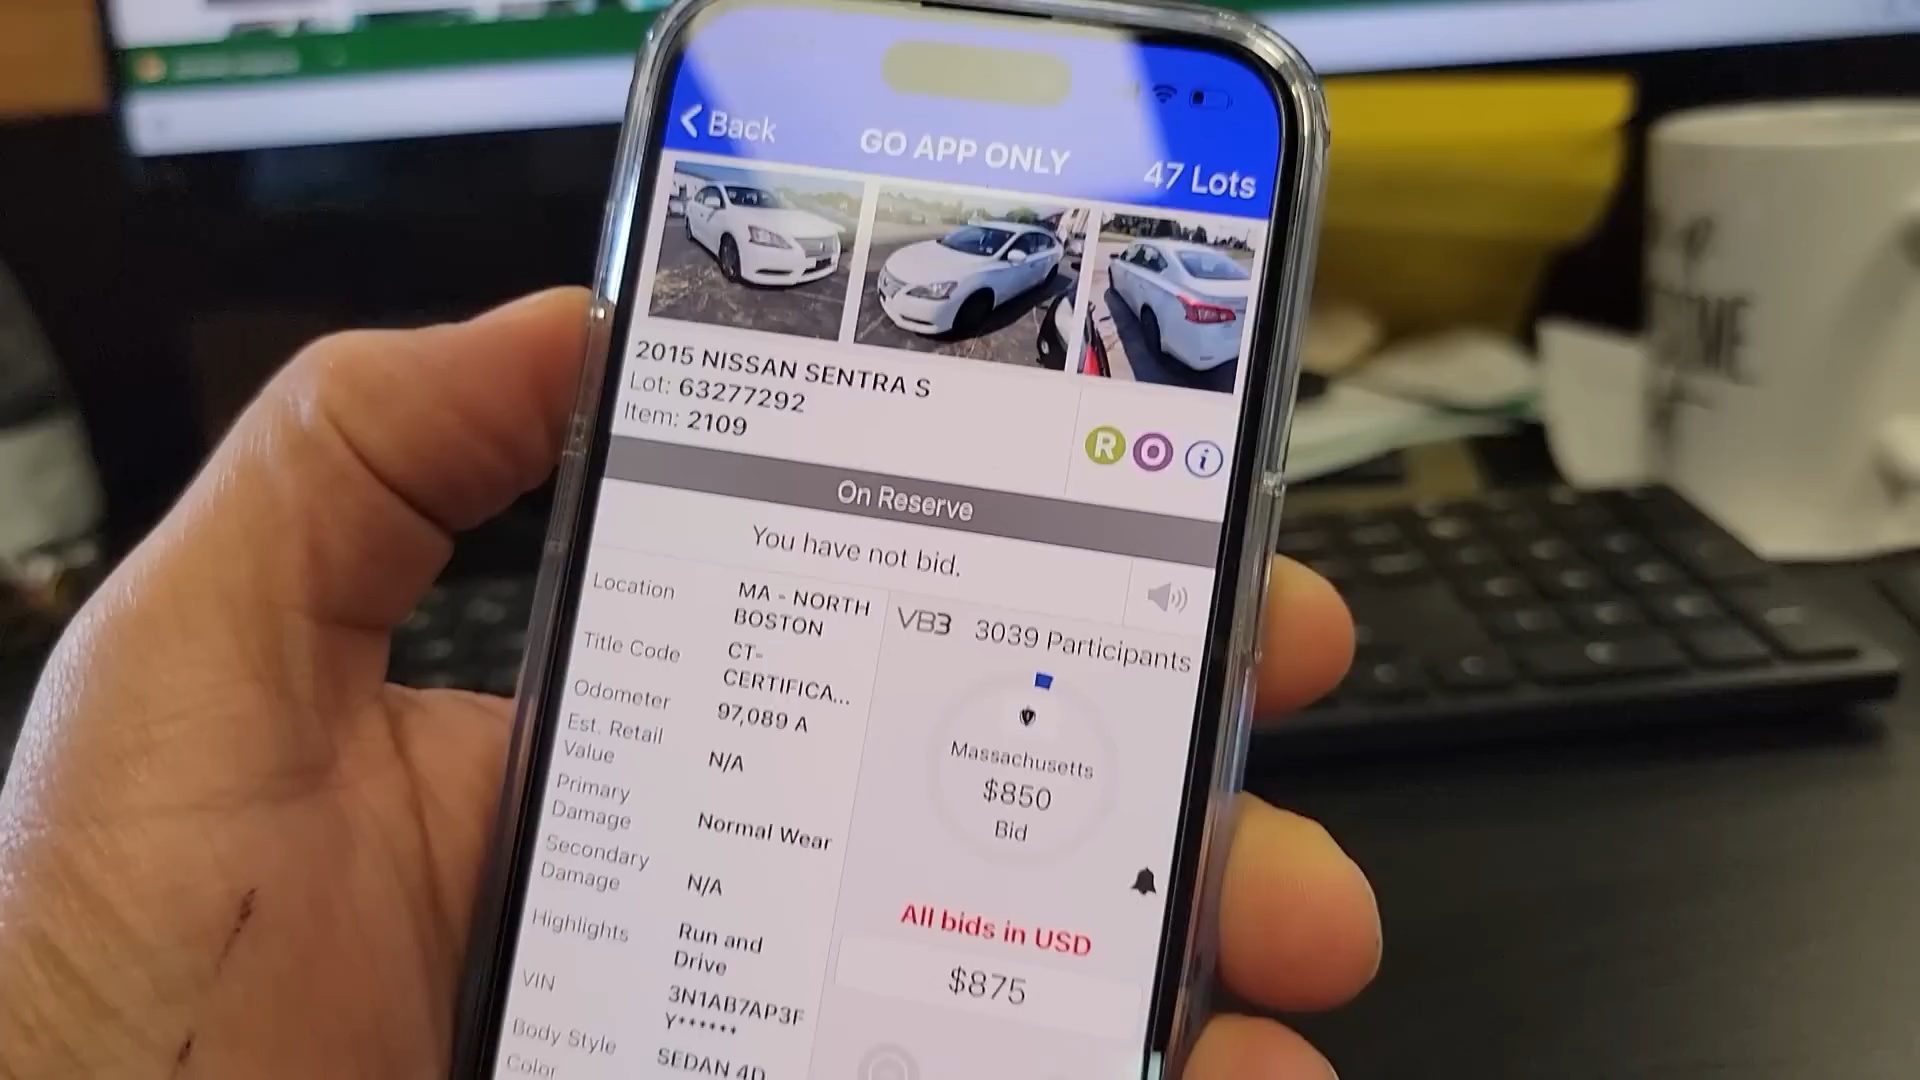 Back
GO APP ONLY
47 Lots
2015 NISSAN SENTRA S
Lot: 63277292
Item: 2109
R O i
On Reserve
You have not bid.
Location
MA - NORTH
BOSTON
Title Code
CT-
CERTIFICA...
Odometer
97,089 A
Est. Retail
Value
N/A
Primary
Damage
Normal Wear
Secondary
Damage
N/A
Highlights
Run and
Drive
VIN
3N1AB7AP3F
Y******
Body Style
SEDAN 4D
Color
VB3
3039 Participants
Massachusetts
$850
Bid
All bids in USD
$875